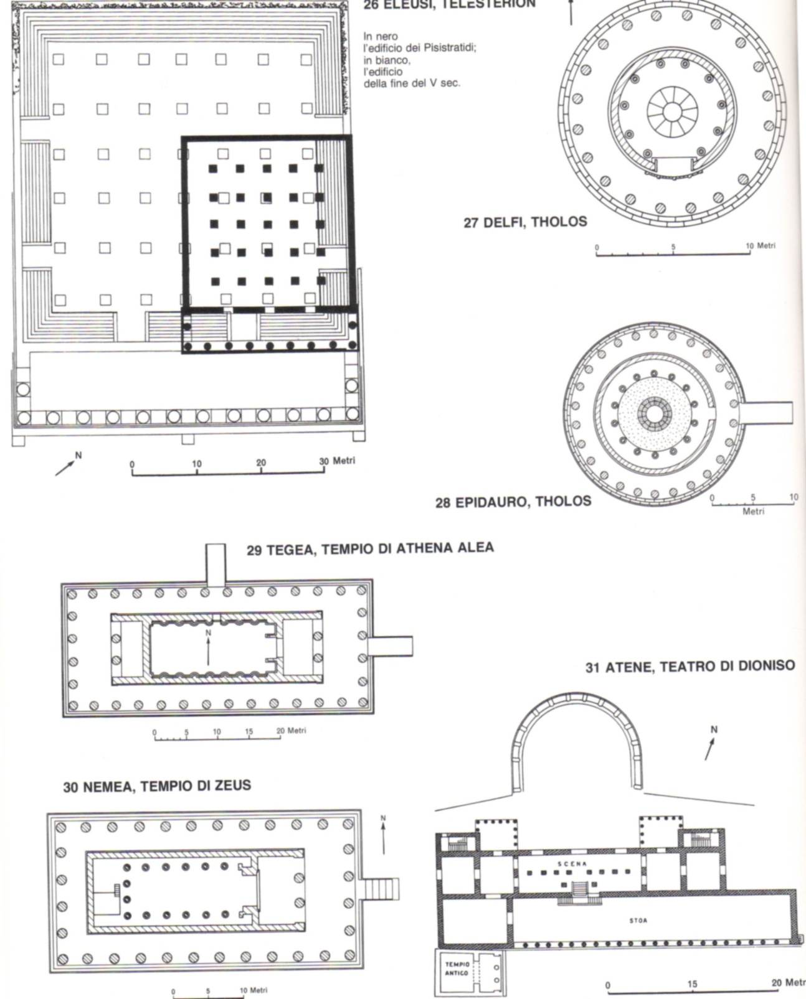 26 ELEUSI, TELESTERION
In nero
l'edificio dei Pisistratidi;
in bianco,
l'edificio
della fine del V sec.
27 DELFI, THOLOS
0 5 10 Metri
N
0 10 20 30 Metri
28 EPIDAURO, THOLOS
0 5 10
Metri
29 TEGEA, TEMPIO DI ATHENA ALEA
N
0 5 10 15 20 Metri
30 NEMEA, TEMPIO DI ZEUS
N
0 5 10 Metri
31 ATENE, TEATRO DI DIONISO
N
SCENA
STOA
TEMPIO
ANTICO
0 15 20 Metr